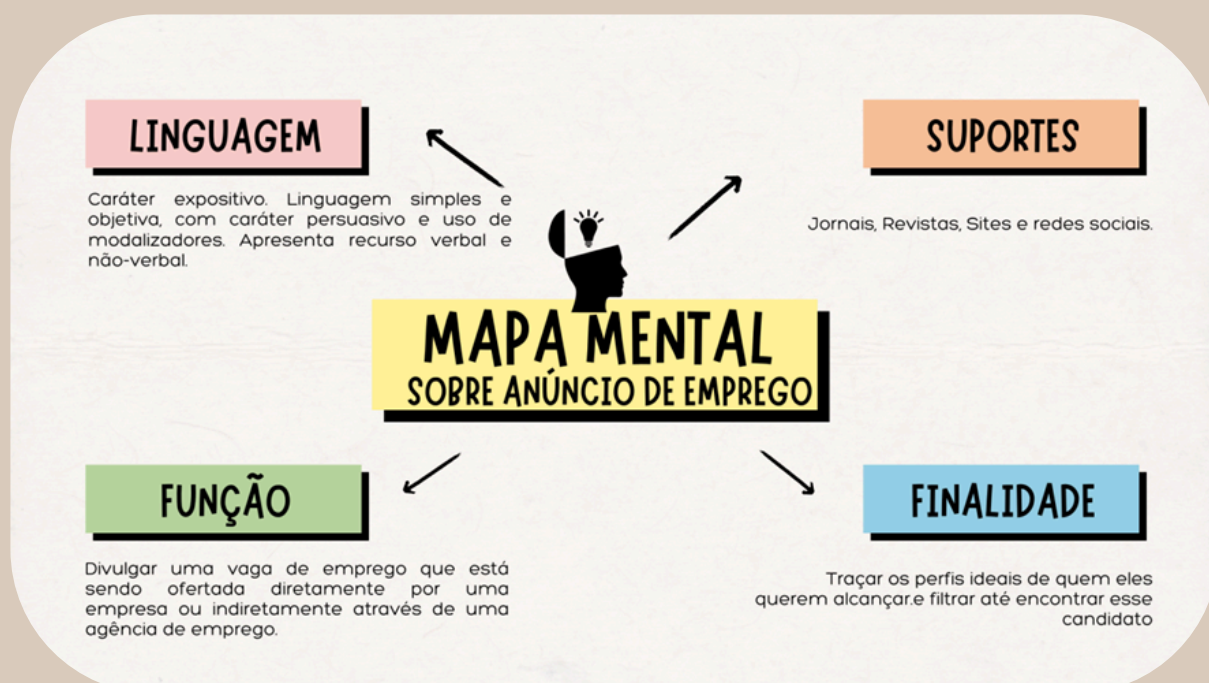 LINGUAGEM
Caráter expositivo. Linguagem simples e
objetiva, com caráter persuasivo e uso de
modalizadores. Apresenta recurso verbal e
não-verbal.
SUPORTES
Jornais, Revistas, Sites e redes sociais.
MAPA MENTAL
SOBRE ANÚNCIO DE EMPREGO
FUNÇÃO
Divulgar uma vaga de emprego que está
sendo ofertada diretamente por uma
empresa ou indiretamente através de uma
agência de emprego.
FINALIDADE
Traçar os perfis ideais de quem eles
querem alcançar.e filtrar até encontrar esse
candidato